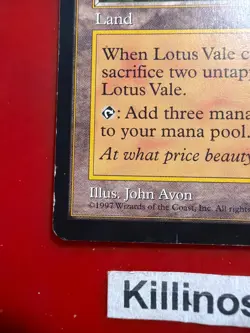 Land
When Lotus Vale c
sacrifice two untap
Lotus Vale.
: Add three mana
to your mana pool.
At what price beauty
Illus. John Avon
©1997 Wizards of the Coast, Inc. All rights
Killinos